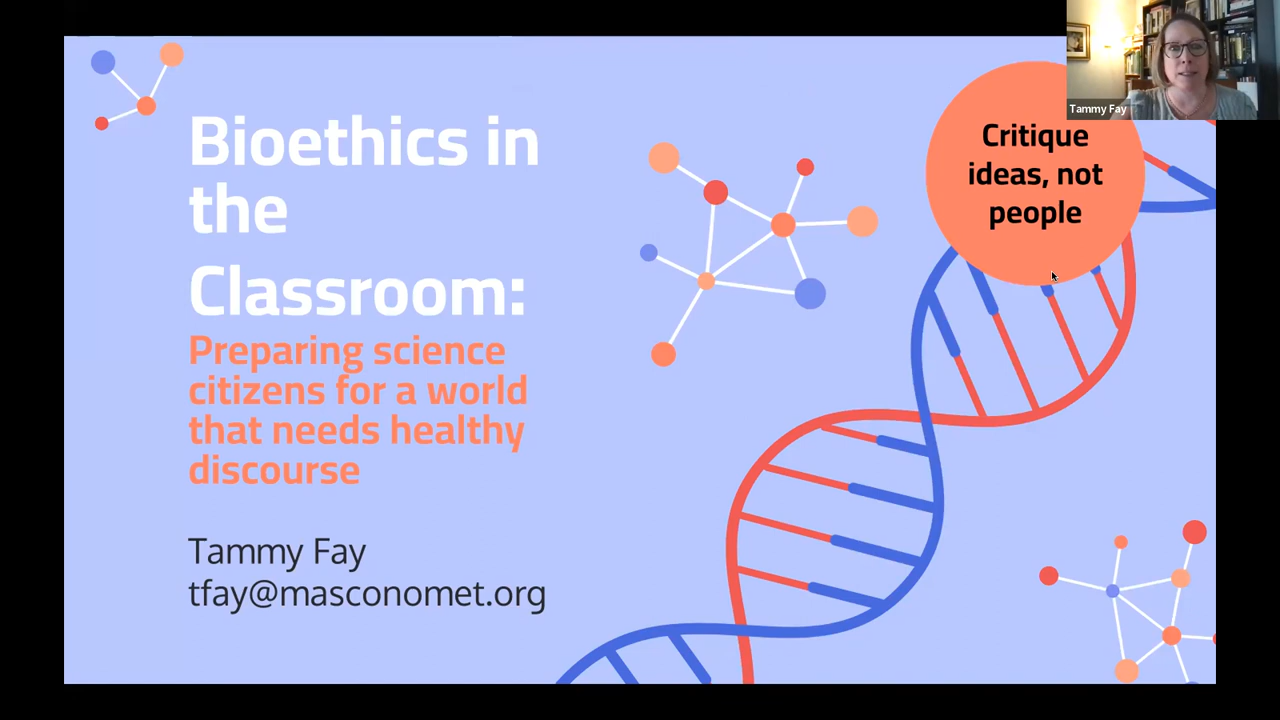 Bioethics in
the
Classroom:
Preparing science
citizens for a world
that needs healthy
discourse
Tammy Fay
tfay@masconomet.org
Critique
ideas, not
people
Tammy Fay